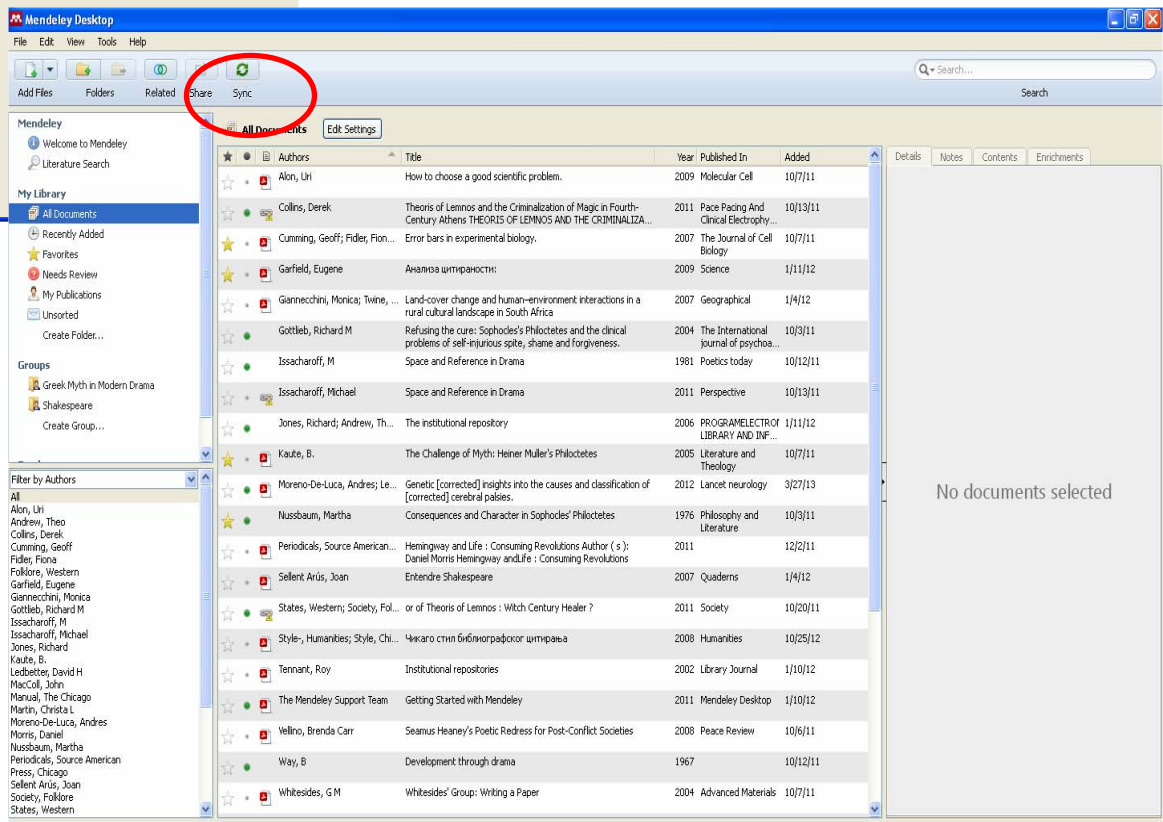 Mendeley Desktop
File Edit View Tools Help
Add Files Folders Related Share Sync
Search...
Search
Mendeley
Welcome to Mendeley
Literature Search
My Library
All Documents
Recently Added
Favorites
Needs Review
My Publications
Unsorted
Create Folder...
Groups
Greek Myth in Modern Drama
Shakespeare
Create Group...
Filter by Authors
All
Alon, Uri
Andrew, Theo
Collins, Derek
Cumming, Geoff
Fidler, Fiona
Folklore, Western
Garfield, Eugene
Giannecchini, Monica
Gottlieb, Richard M
Issacharoff, M
Issacharoff, Michael
Jones, Richard
Kaute, B.
Ledbetter, David H
MacColl, John
Manual, The Chicago
Martin, Christa L
Moreno-De-Luca, Andres
Morris, Daniel
Nussbaum, Martha
Periodicals, Source American
Press, Chicago
Sellent Arús, Joan
Society, Folklore
States, Western
All Documents Edit Settings
Authors Title Year Published In Added
Alon, Uri How to choose a good scientific problem. 2009 Molecular Cell 10/7/11
Collins, Derek Theoris of Lemnos and the Criminalization of Magic in Fourth- 2011 Pace Pacing And 10/13/11
Century Athens THEORIS OF LEMNOS AND THE CRIMINALIZA... Clinical Electrophy...
Cumming, Geoff; Fidler, Fion... Error bars in experimental biology. 2007 The Journal of Cell 10/7/11
Biology
Garfield, Eugene Анализа цитираности: 2009 Science 1/11/12
Giannecchini, Monica; Twine, ... Land-cover change and human–environment interactions in a 2007 Geographical 1/4/12
rural cultural landscape in South Africa
Gottlieb, Richard M Refusing the cure: Sophocles's Philoctetes and the clinical 2004 The International 10/3/11
problems of self-injurious spite, shame and forgiveness. journal of psychoa...
Issacharoff, M Space and Reference in Drama 1981 Poetics today 10/12/11
Issacharoff, Michael Space and Reference in Drama 2011 Perspective 10/13/11
Jones, Richard; Andrew, Th... The institutional repository 2006 PROGRAMELECTROI 1/11/12
LIBRARY AND INF...
Kaute, B. The Challenge of Myth: Heiner Muller's Philoctetes 2005 Literature and 10/7/11
Theology
Moreno-De-Luca, Andres; Le... Genetic [corrected] insights into the causes and classification of 2012 Lancet neurology 3/27/13
[corrected] cerebral palsies.
Nussbaum, Martha Consequences and Character in Sophocles' Philoctetes 1976 Philosophy and 10/3/11
Literature
Periodicals, Source American... Hemingway and Life : Consuming Revolutions Author ( s ): 2011 12/2/11
Daniel Morris Hemingway andLife : Consuming Revolutions
Sellent Arús, Joan Entendre Shakespeare 2007 Quaderns 1/4/12
States, Western; Society, Fol... or of Theoris of Lemnos : Witch Century Healer ? 2011 Society 10/20/11
Style-, Humanities; Style, Chi... Чикаго стил библиографског цитирања 2008 Humanities 10/25/12
Tennant, Roy Institutional repositories 2002 Library Journal 1/10/12
The Mendeley Support Team Getting Started with Mendeley 2011 Mendeley Desktop 1/10/12
Vellino, Brenda Carr Seamus Heaney's Poetic Redress for Post-Conflict Societies 2008 Peace Review 10/6/11
Way, B Development through drama 1967 10/12/11
Whitesides, G M Whitesides' Group: Writing a Paper 2004 Advanced Materials 10/7/11
Details Notes Contents Enrichments
No documents selected